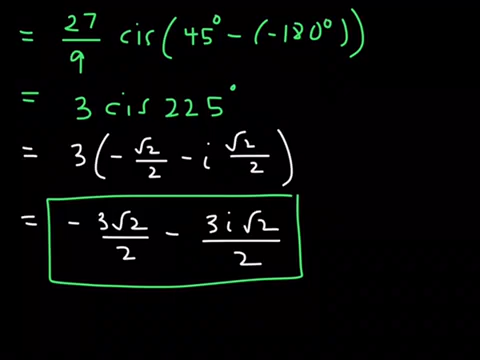 = 27/9 cis(45° - (-180°))
= 3 cis 225°
= 3(-√2/2 - i √2/2)
= -3√2/2 - 3i√2/2